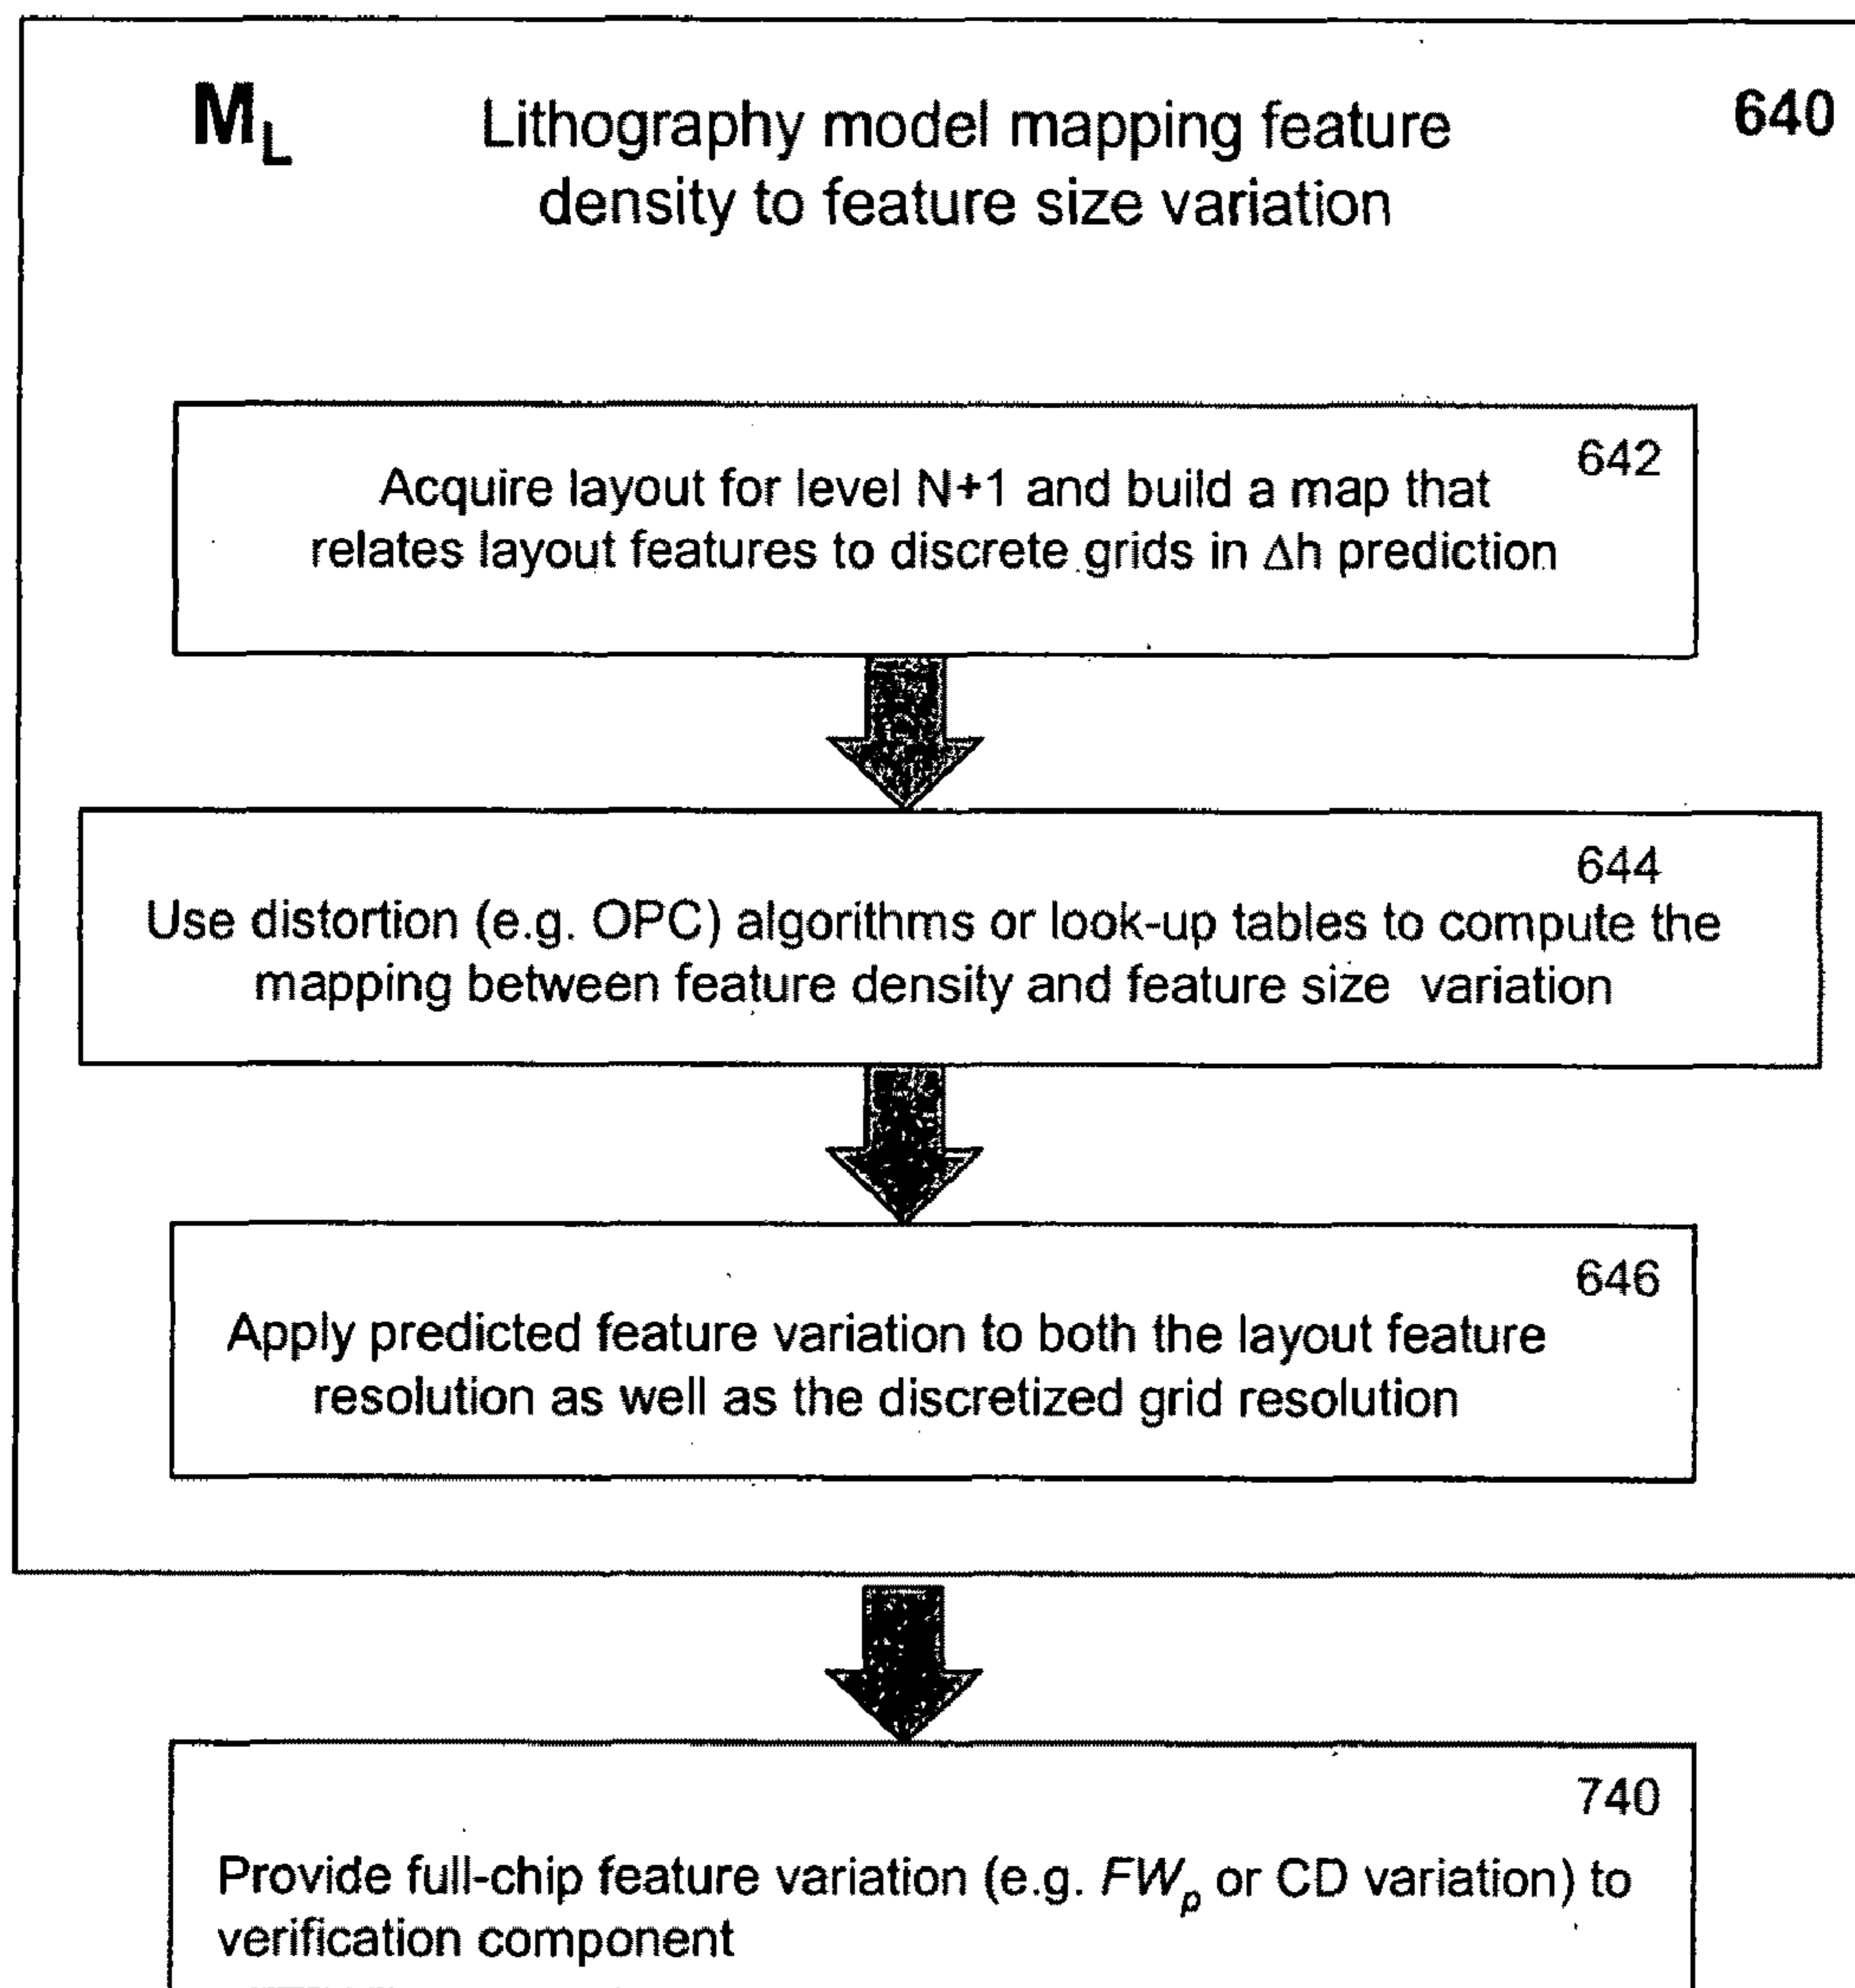 M_L Lithography model mapping feature 640
density to feature size variation
642
Acquire layout for level N+1 and build a map that
relates layout features to discrete grids in Δh prediction
644
Use distortion (e.g. OPC) algorithms or look-up tables to compute the
mapping between feature density and feature size variation
646
Apply predicted feature variation to both the layout feature
resolution as well as the discretized grid resolution
740
Provide full-chip feature variation (e.g. FW_ρ or CD variation) to
verification component